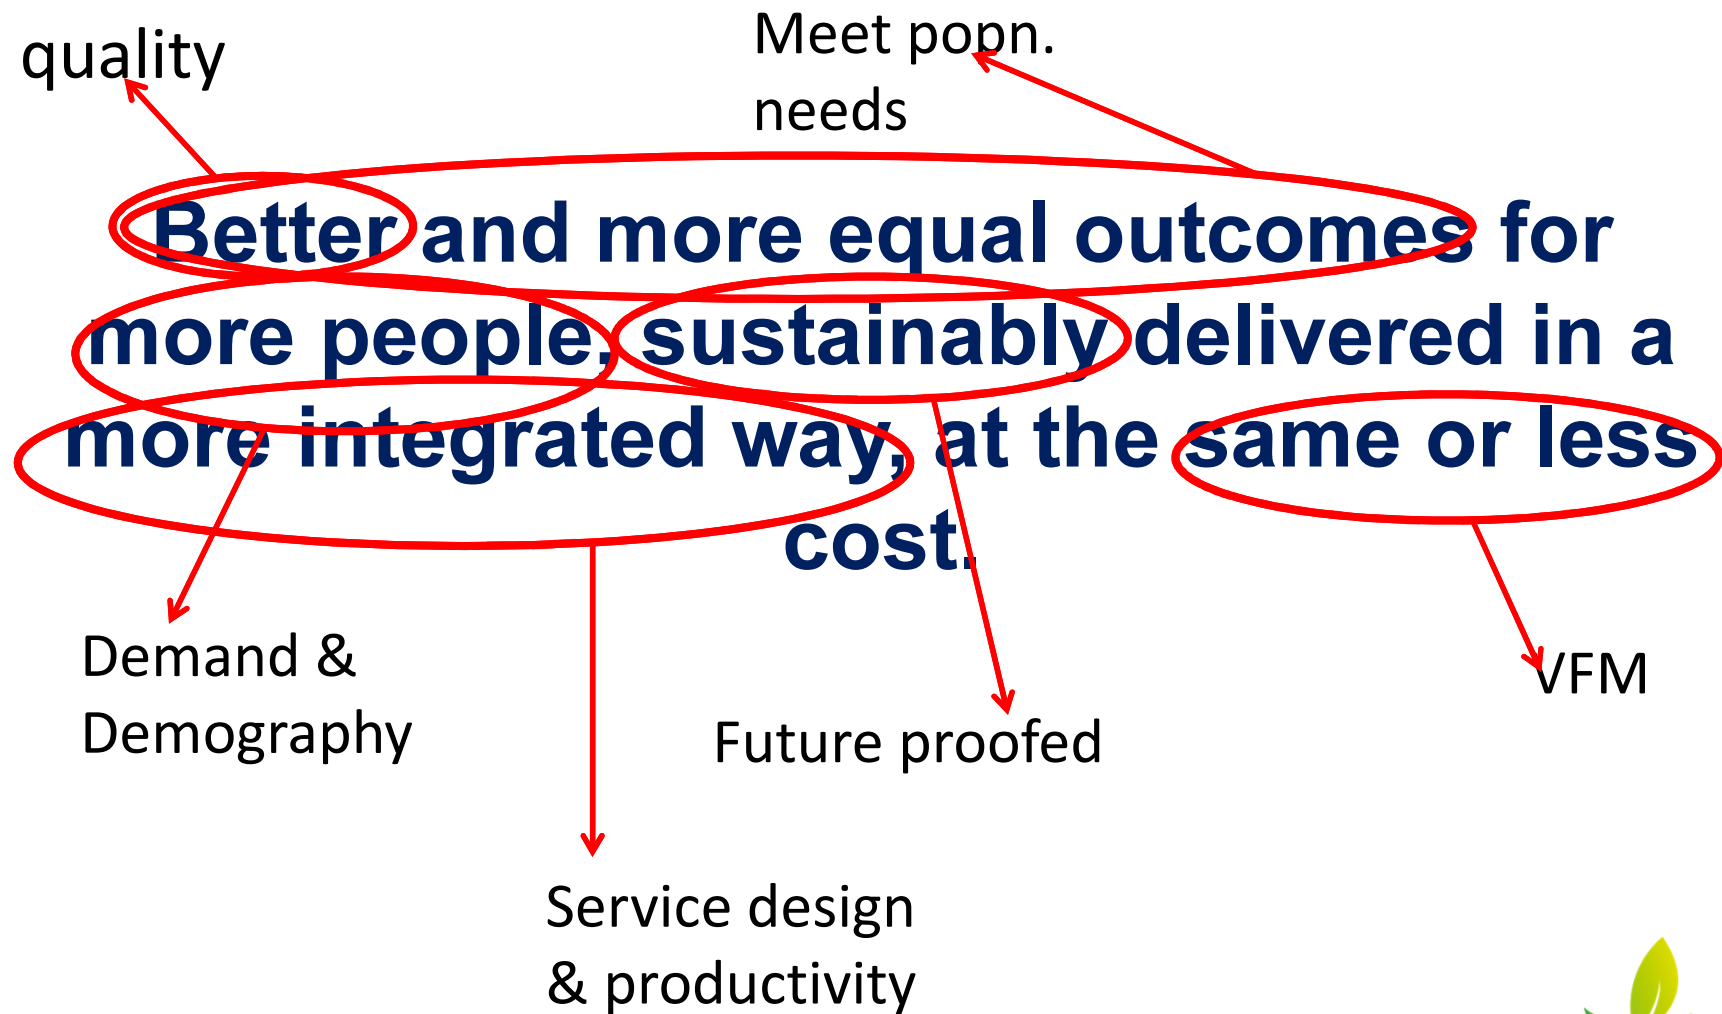 quality
Meet popn.
needs
Better and more equal outcomes for
more people, sustainably delivered in a
more integrated way, at the same or less
cost.
Demand &
Demography
VFM
Future proofed
Service design
& productivity